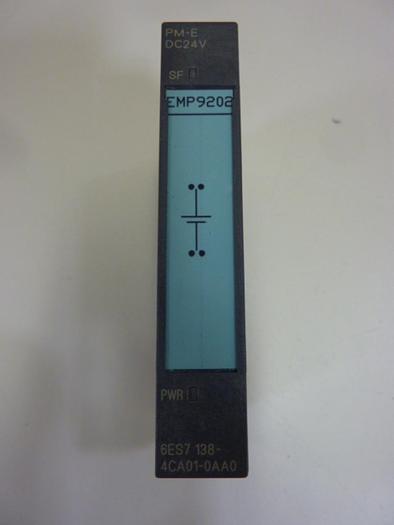 PM-E
DC24V
SF
EMP9202
PWR
6ES7 138-
4CA01-0AA0